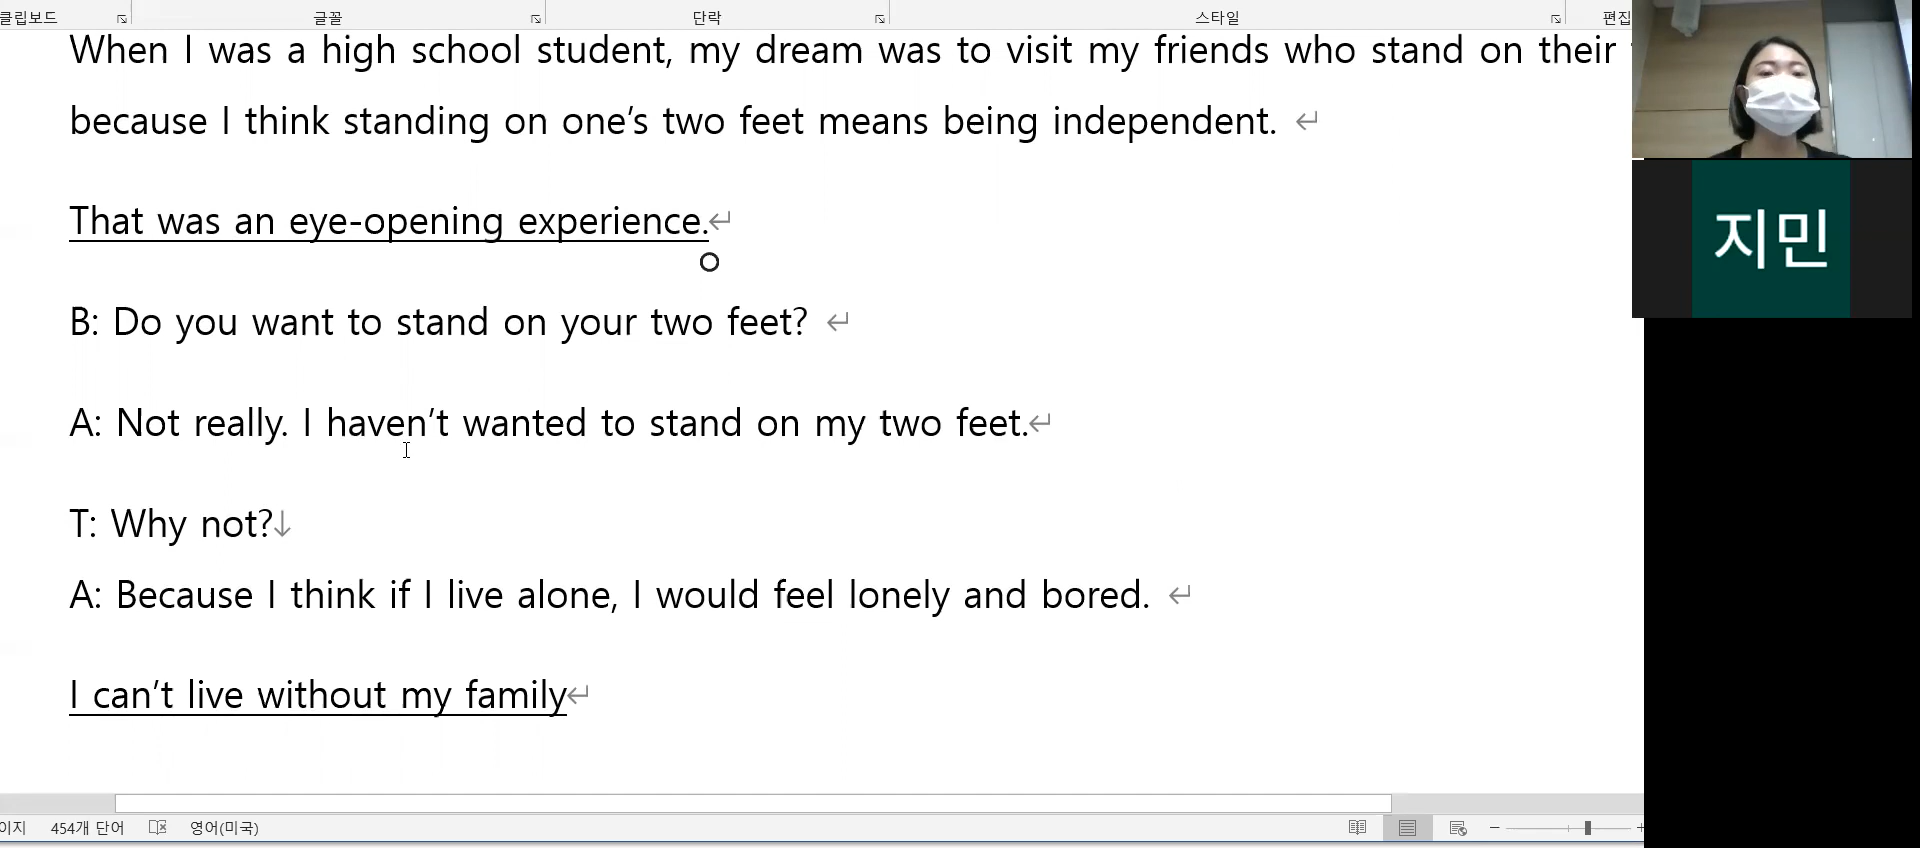 클립보드 글꼴 단락 스타일 편집
When I was a high school student, my dream was to visit my friends who stand on their
because I think standing on one's two feet means being independent.
That was an eye-opening experience.
B: Do you want to stand on your two feet?
A: Not really. I haven't wanted to stand on my two feet.
T: Why not?
A: Because I think if I live alone, I would feel lonely and bored.
I can't live without my family
지민
이지 454개 단어 영어(미국)